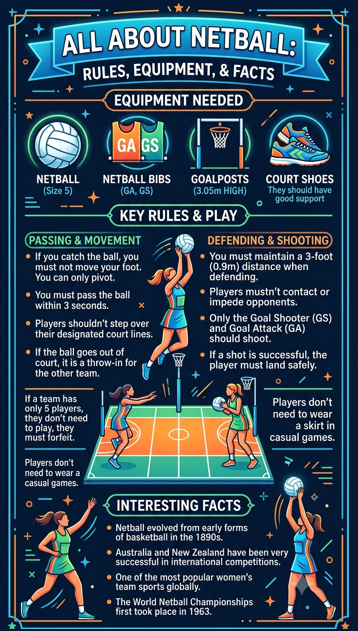 ALL ABOUT NETBALL:
RULES, EQUIPMENT, & FACTS
EQUIPMENT NEEDED
GA GS
NETBALL
(Size 5)
NETBALL BIBS
(GA, GS)
GOALPOSTS
(3.05m HIGH)
COURT SHOES
They should have
good support
KEY RULES & PLAY
PASSING & MOVEMENT
• If you catch the ball, you
must not move your foot.
You can only pivot.
• You must pass the ball
within 3 seconds.
• Players shouldn't step over
their designated court lines.
• If the ball goes out of
court, it is a throw-in for
the other team.
DEFENDING & SHOOTING
• You must maintain a 3-foot
(0.9m) distance when
defending.
• Players mustn't contact or
impede opponents.
• Only the Goal Shooter (GS)
and Goal Attack (GA)
should shoot.
• If a shot is successful, the
player must land safely.
If a team has
only 5 players,
they don't need
to play, they
must forfeit.
Players don't
need to wear a
casual games.
Players don't
need to wear
a skirt in
casual games.
INTERESTING FACTS
• Netball evolved from early forms
of basketball in the 1890s.
• Australia and New Zealand have been very
successful in international competitions.
• One of the most popular women's
team sports globally.
• The World Netball Championships
first took place in 1963.